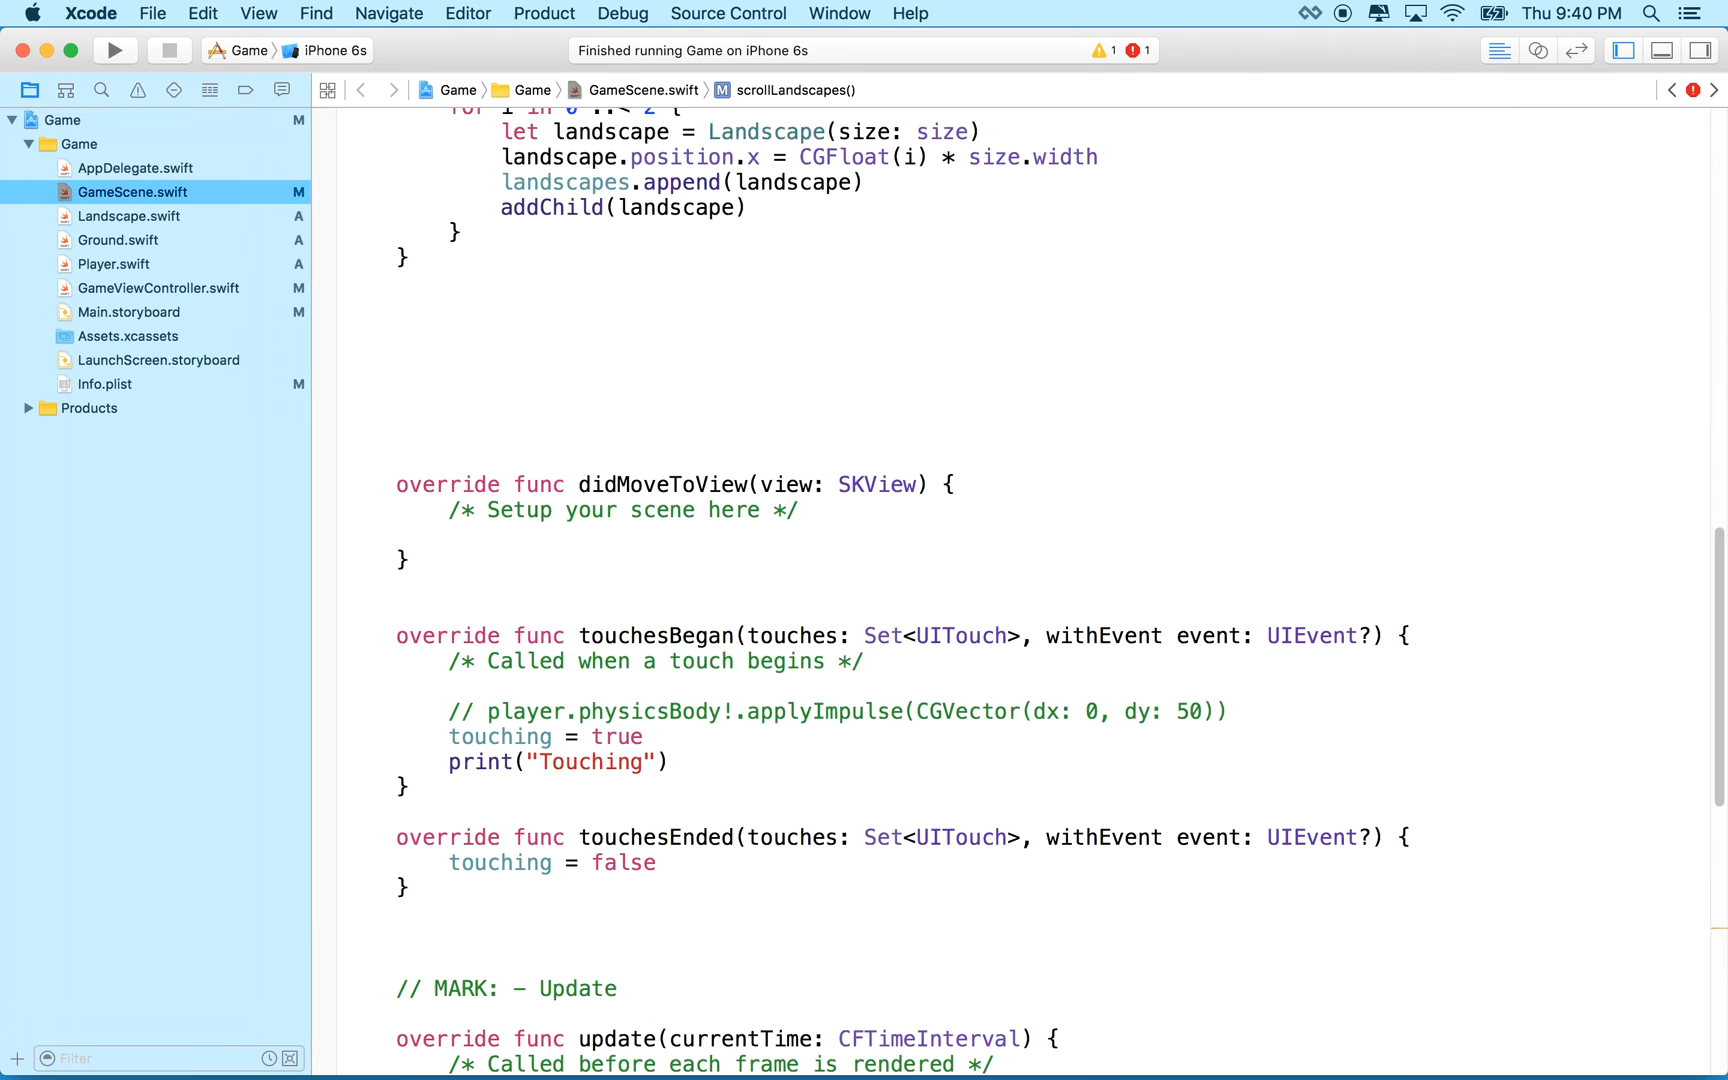 Xcode File Edit View Find Navigate Editor Product Debug Source Control Window Help Thu 9:40 PM
Game iPhone 6s Finished running Game on iPhone 6s 1 1
Game Game GameScene.swift M scrollLandscapes()
Game M
Game
AppDelegate.swift
GameScene.swift M
Landscape.swift A
Ground.swift A
Player.swift A
GameViewController.swift M
Main.storyboard M
Assets.xcassets
LaunchScreen.storyboard
Info.plist M
Products
Filter
for i in 0 ..< 2 {
let landscape = Landscape(size: size)
landscape.position.x = CGFloat(i) * size.width
landscapes.append(landscape)
addChild(landscape)
}
}
override func didMoveToView(view: SKView) {
/* Setup your scene here */
}
override func touchesBegan(touches: Set<UITouch>, withEvent event: UIEvent?) {
/* Called when a touch begins */
// player.physicsBody!.applyImpulse(CGVector(dx: 0, dy: 50))
touching = true
print("Touching")
}
override func touchesEnded(touches: Set<UITouch>, withEvent event: UIEvent?) {
touching = false
}
// MARK: - Update
override func update(currentTime: CFTimeInterval) {
/* Called before each frame is rendered */